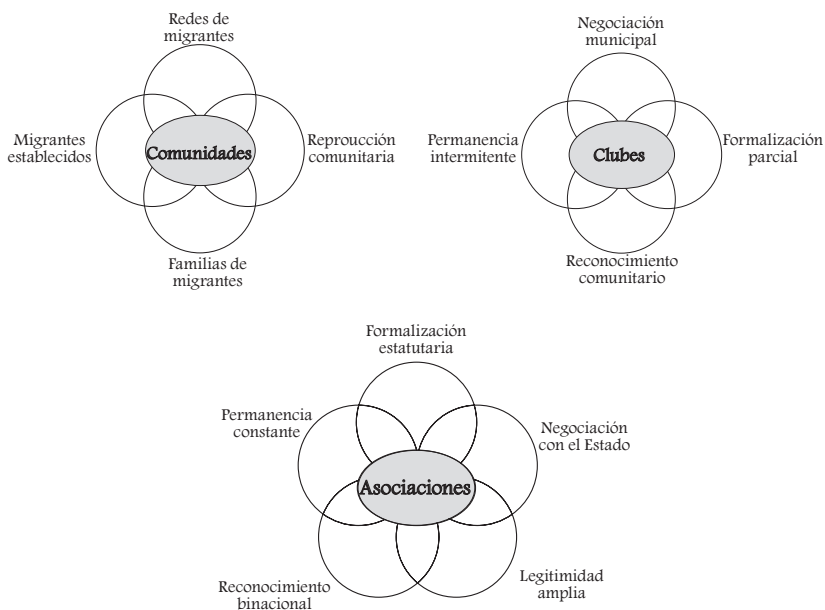 Redes de
migrantes
Migrantes
establecidos
Comunidades
Reproucción
comunitaria
Familias de
migrantes
Negociación
municipal
Permanencia
intermitente
Clubes
Formalización
parcial
Reconocimiento
comunitario
Formalización
estatutaria
Permanencia
constante
Negociación
con el Estado
Asociaciones
Reconocimiento
binacional
Legitimidad
amplia